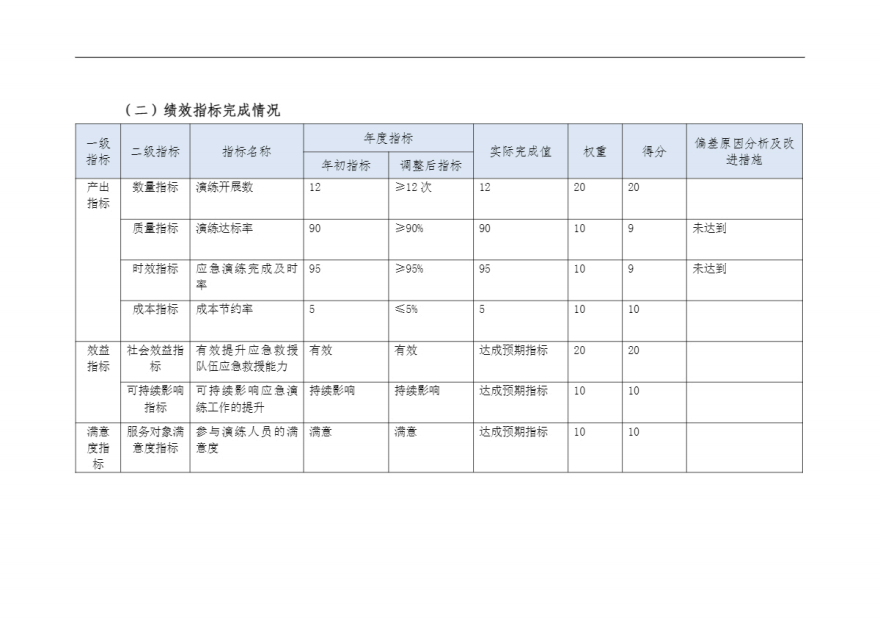 （二）绩效指标完成情况
一级指标 二级指标 指标名称 年度指标 实际完成值 权重 得分 偏差原因分析及改进措施
年初指标 调整后指标
产出指标 数量指标 演练开展数 12 ≥12 次 12 20 20
质量指标 演练达标率 90 ≥90% 90 10 9 未达到
时效指标 应急演练完成及时率 95 ≥95% 95 10 9 未达到
成本指标 成本节约率 5 ≤5% 5 10 10
效益指标 社会效益指标 有效提升应急救援队伍应急救援能力 有效 有效 达成预期指标 20 20
可持续影响指标 可持续影响应急演练工作的提升 持续影响 持续影响 达成预期指标 10 10
满意度指标 服务对象满意度指标 参与演练人员的满意度 满意 满意 达成预期指标 10 10